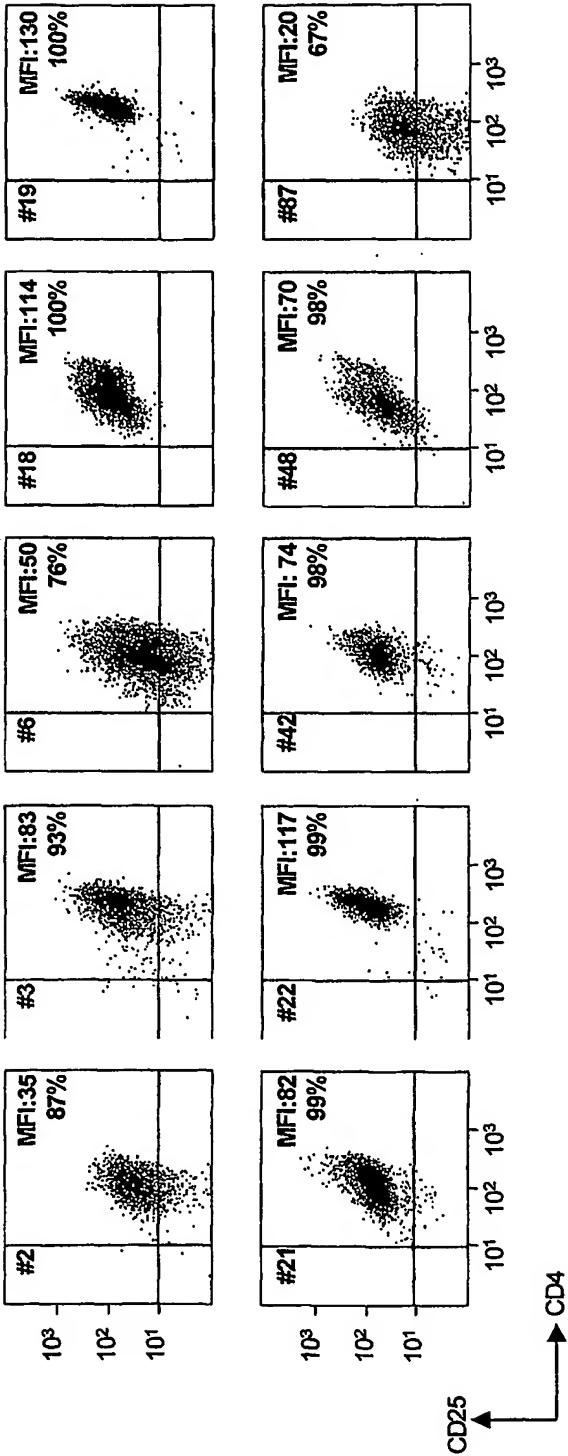 #2
MFI:35
87%
#3
MFI:83
93%
#6
MFI:50
76%
#18
MFI:114
100%
#19
MFI:130
100%
10³
10²
10¹
#21
MFI:82
99%
#22
MFI:117
99%
#42
MFI: 74
98%
#48
MFI:70
98%
#87
MFI:20
67%
10³
10²
10¹
10¹ 10² 10³
10¹ 10² 10³
10¹ 10² 10³
10¹ 10² 10³
10¹ 10² 10³
CD25
CD4